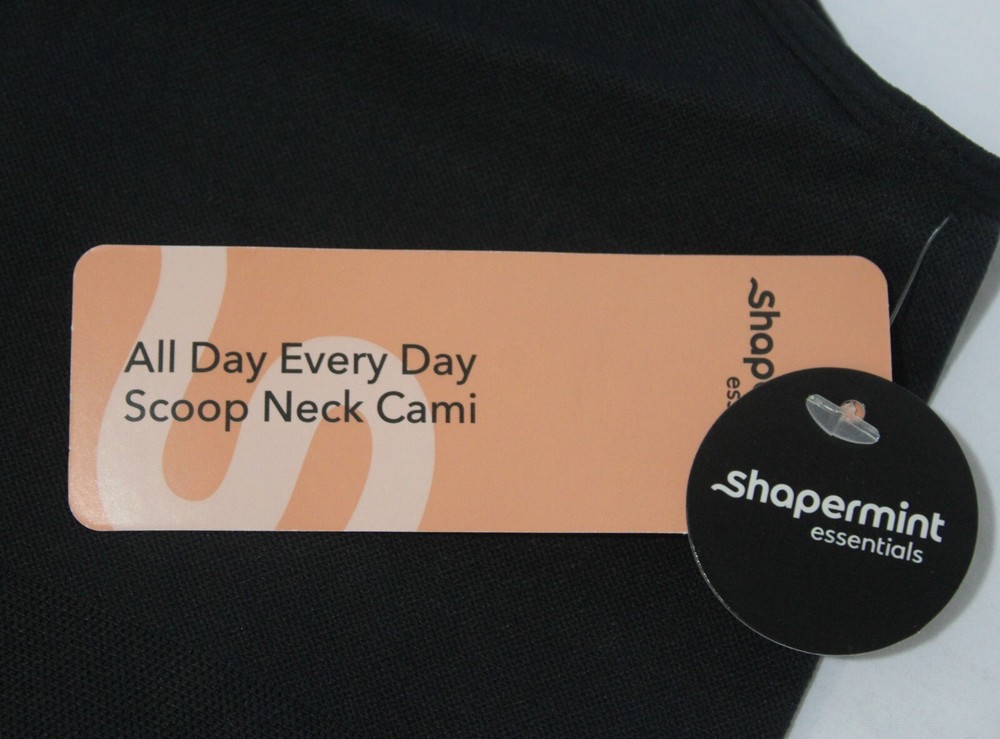 All Day Every Day
Scoop Neck Cami
shapermint
essentials